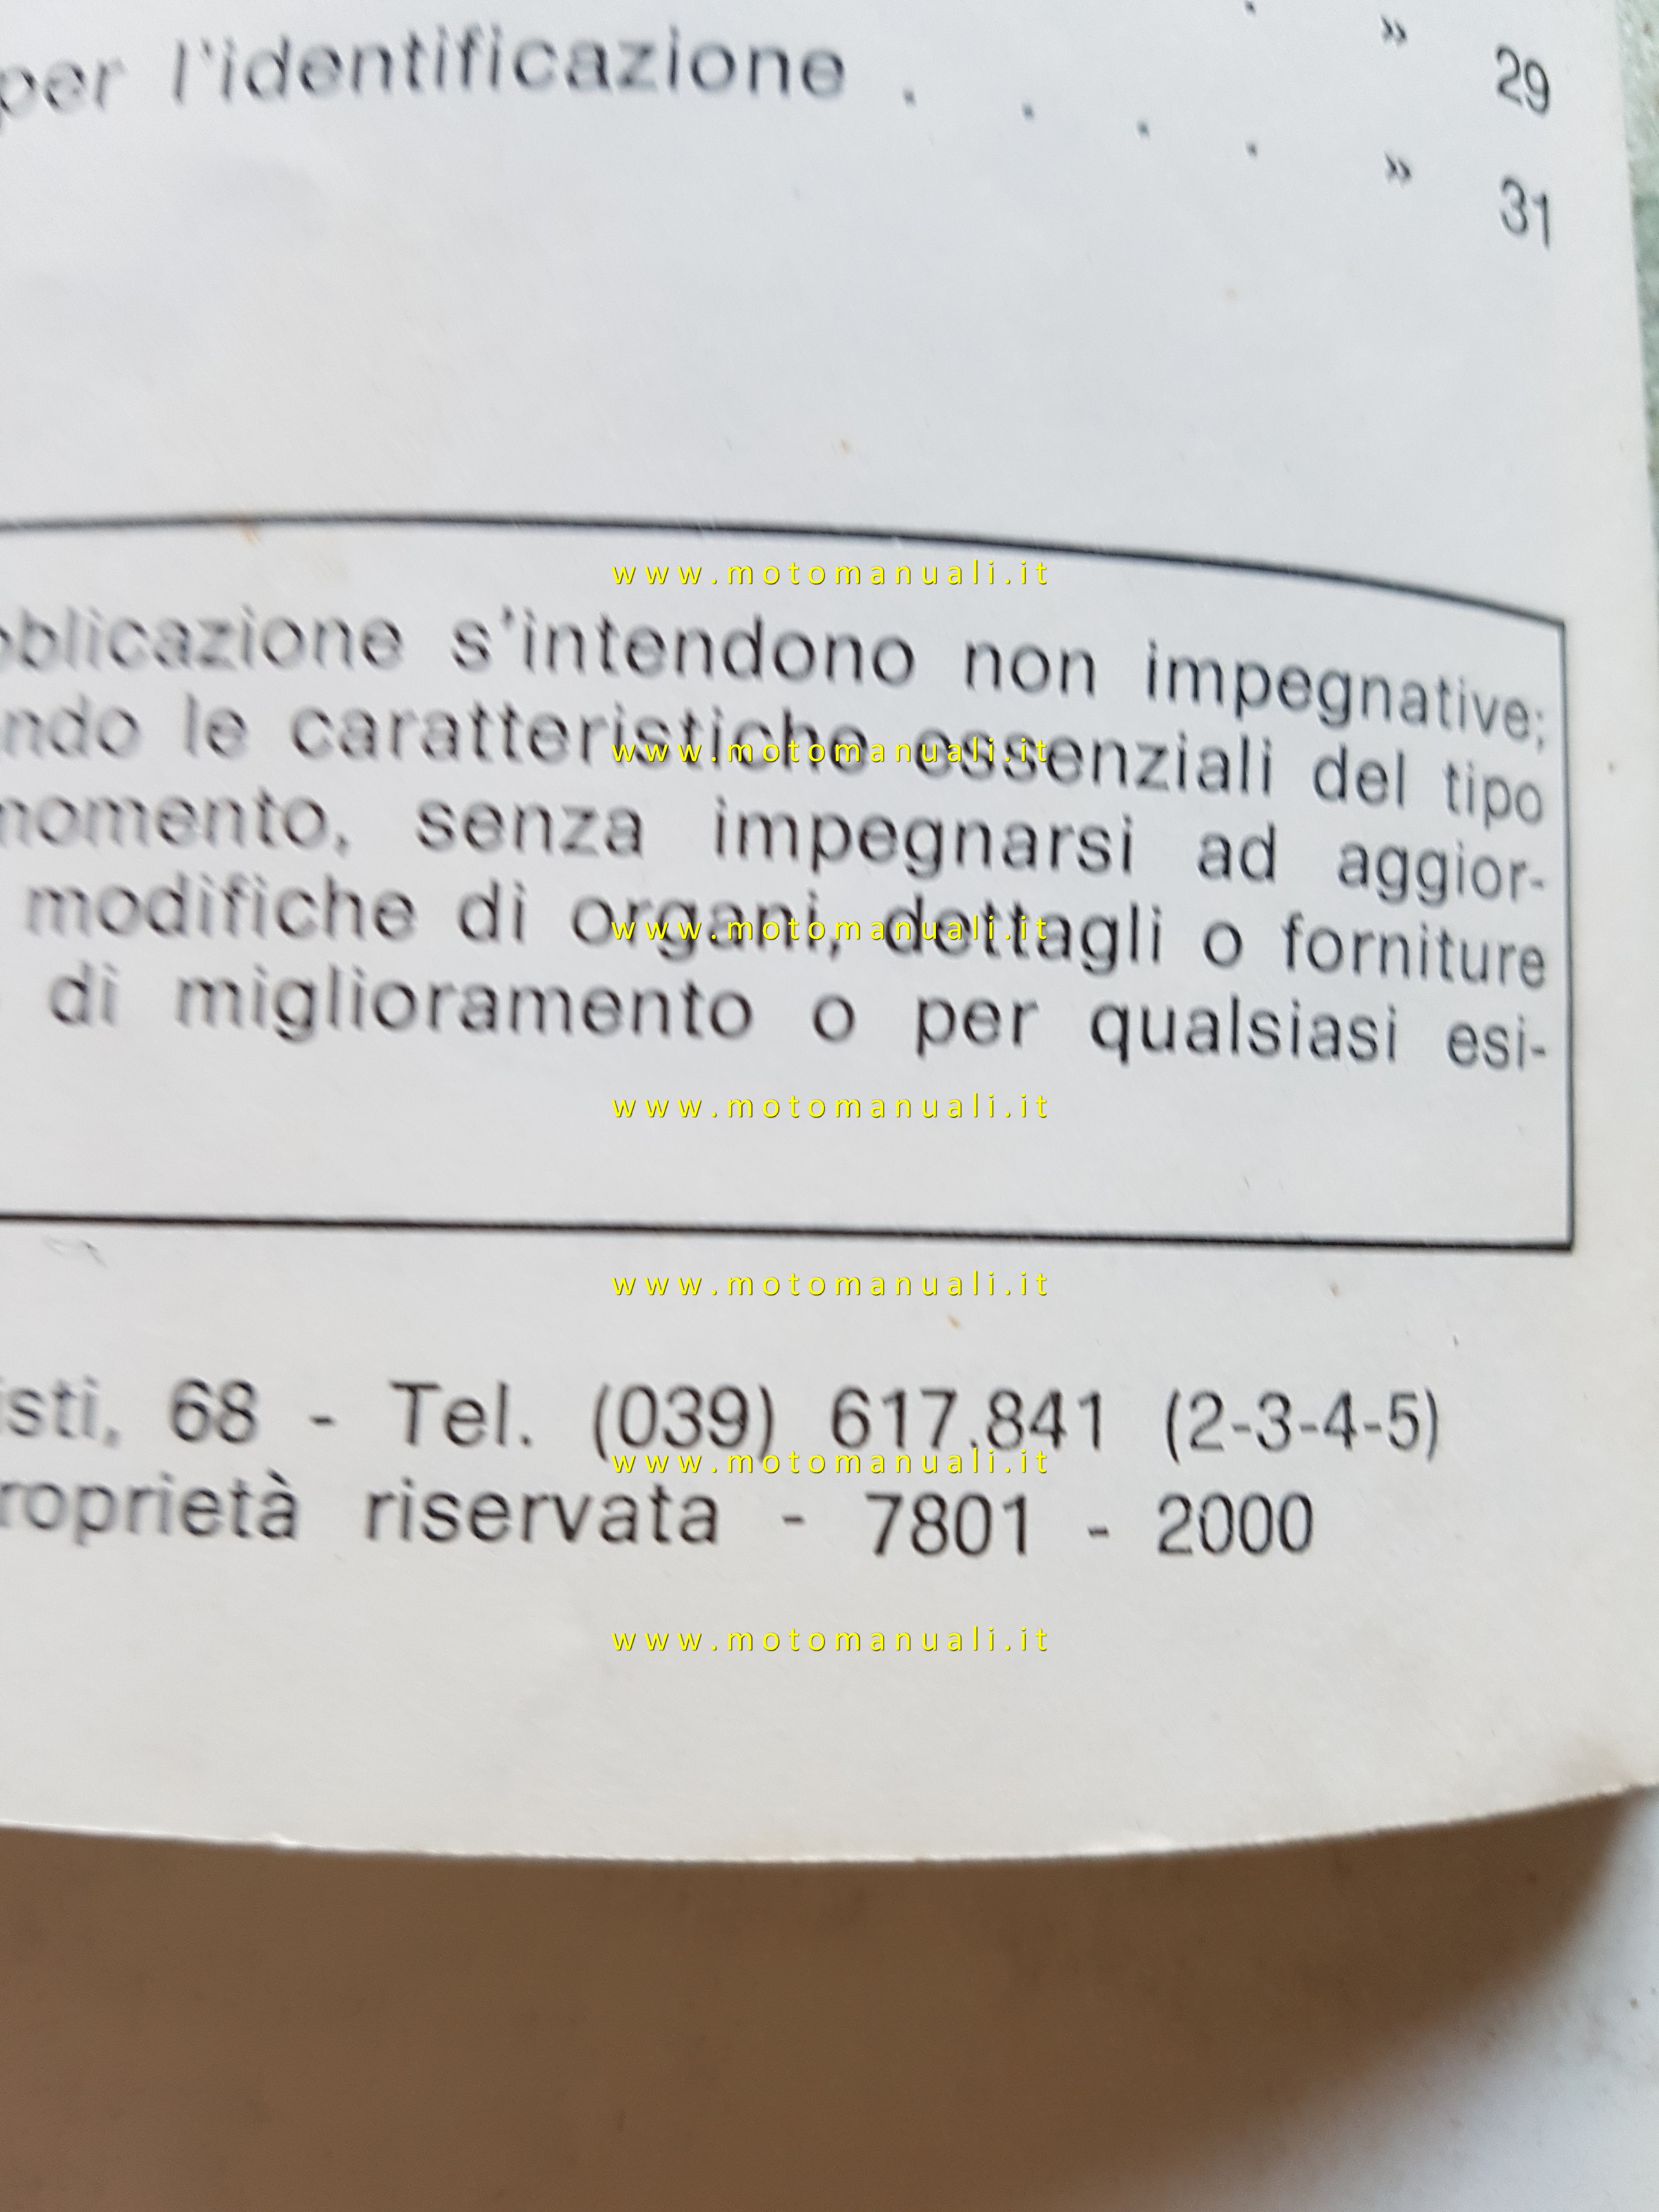 » 29
per l'identificazione . . . . » 31
www.motomanuali.it
bblicazione s'intendono non impegnative;
ndo le caratteristiche essenziali del tipo
www.motomanuali.it
momento, senza impegnarsi ad aggior-
modifiche di organi, dettagli o forniture
www.motomanuali.it
di miglioramento o per qualsiasi esi-
www.motomanuali.it
www.motomanuali.it
isti, 68 - Tel. (039) 617.841 (2-3-4-5)
www.motomanuali.it
roprietà riservata - 7801 - 2000
www.motomanuali.it